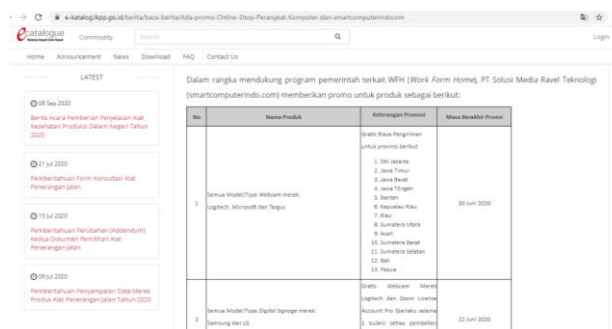 e-katalog.lkpp.go.id/berita/baca-berita/Ada-promo-Online-Shop-Perangkat-Komputer-dari-smartcomputerindocom
ecatalogue
Commodity
Search
Login
Home Announcement News Download FAQ Contact Us
LATEST
08 Sep 2020
Berita Acara Pemberian Penjelasan Alat
Kesehatan Produksi Dalam Negeri Tahun
2020
21 Jul 2020
Pemberitahuan Form Konsultasi Alat
Penerangan Jalan
15 Jul 2020
Pemberitahuan Perubahan (Addendum)
Kedua Dokumen Pemilihan Alat
Penerangan Jalan
09 Jul 2020
Pemberitahuan Penyampaian Data Merek
Produk Alat Penerangan Jalan Tahun 2020
Dalam rangka mendukung program pemerintah terkait WFH (Work Form Home), PT Solusi Media Ravel Teknologi
(smartcomputerindo.com) memberikan promo untuk produk sebagai berikut:
No Nama Produk Keterangan Promosi Masa Berakhir Promo
1
Semua Model/Type Webcam merek:
Logitech, Microsoft dan Targus
Gratis Biaya Pengiriman
untuk provinsi berikut
1. DKI Jakarta
2. Jawa Timur
3. Jawa Barat
4. Jawa TEngah
5. Banten
6. Kepualau Riau
7. Riau
8. Sumatera Utara
9. Aceh
10. Sumatera Barat
11. Sumatera Selatan
12. Bali
13. Papua
30 Juni 2020
2
Semua Model/Type Digital Signage merek:
Samsung dan LG
Gratis Webcam Merek
Logitech dan Zoom License
Account Pro (berlaku selama
1 bulan) setiap pembelian
22 Juni 2020